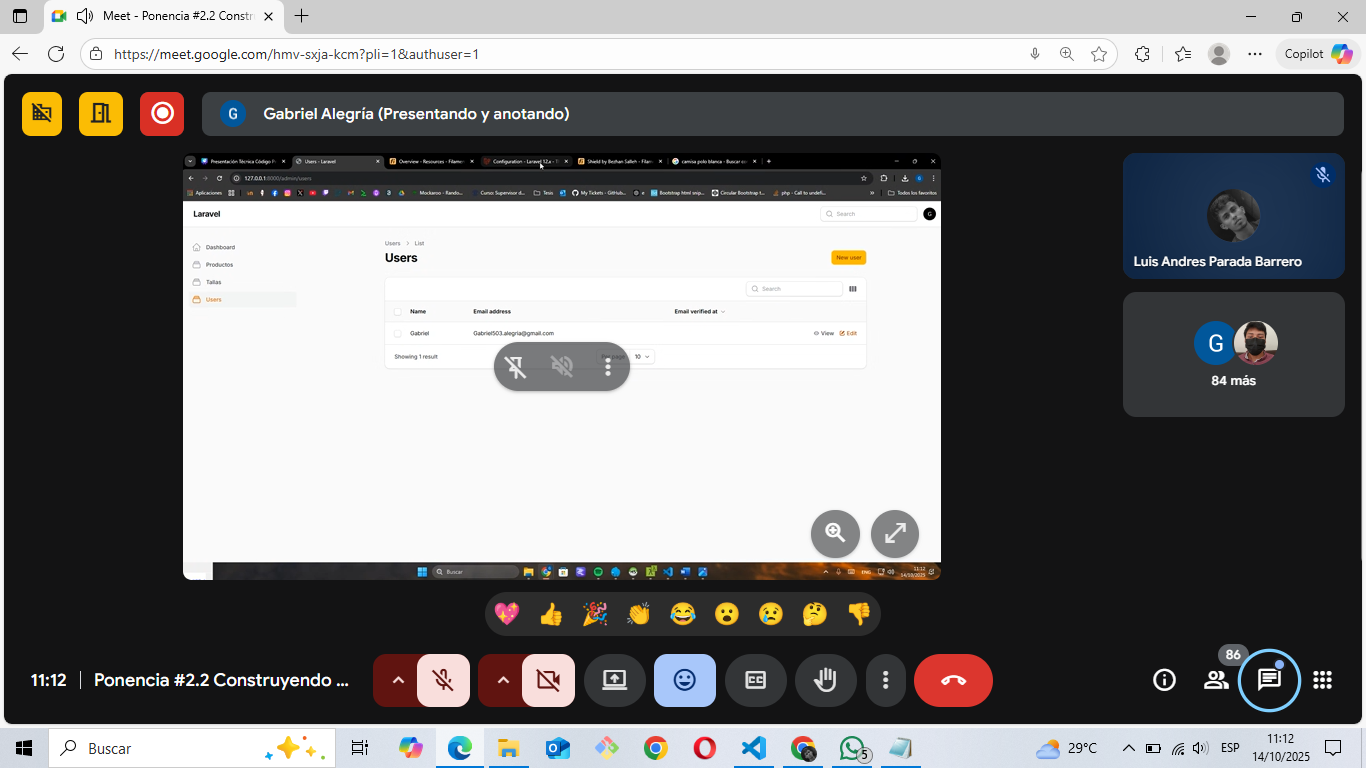 Meet - Ponencia #2.2 Constru
https://meet.google.com/hmv-sxja-kcm?pli=1&authuser=1
Copilot
G
Gabriel Alegría (Presentando y anotando)
Presentación Técnica Código F
Users - Laravel
Overview - Resources - Filame
Configuration - Laravel 12.x - T
Shield by Bezhan Salleh - Filam
camisa polo blanca - Buscar co
127.0.0.1:8000/admin/users
Aplicaciones
Mockaroo - Rando...
Curso: Supervisor d...
Tesis
My Tickets - GitHub...
Bootstrap html snip...
Circular Bootstrap t...
php - Call to undefi...
Todos los favoritos
Laravel
Search
G
Dashboard
Productos
Tallas
Users
Users > List
Users
New user
Search
Name Email address Email verified at
Gabriel Gabriel503.alegria@gmail.com View Edit
Showing 1 result Per page 10
Buscar
ENG
11:12
14/10/2025
Luis Andres Parada Barrero
G
84 más
11:12 | Ponencia #2.2 Construyendo ...
86
Buscar
5
29°C
ESP
11:12
14/10/2025